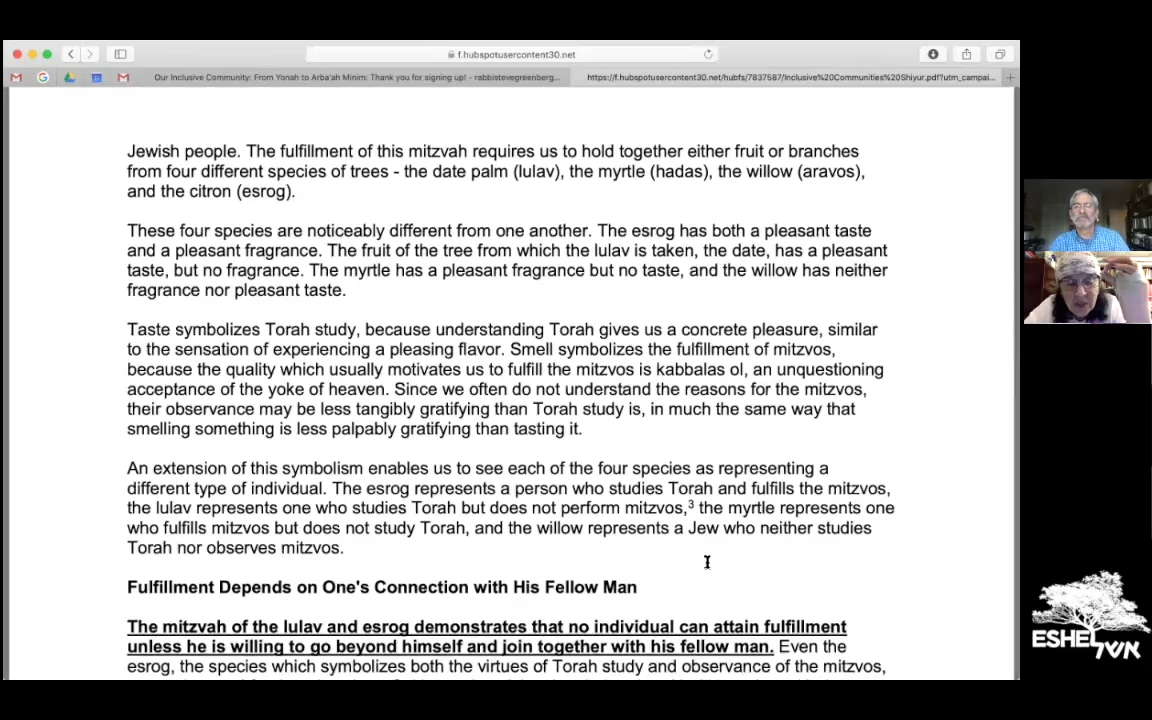 f.hubspotusercontent30.net
Our Inclusive Community: From Yonah to Arba'ah Minim: Thank you for signing up! - rabbistevegreenberg...
https://f.hubspotusercontent30.net/hubfs/7837587/Inclusive%20Communities%20Shiyur.pdf?utm_campai...
Jewish people. The fulfillment of this mitzvah requires us to hold together either fruit or branches
from four different species of trees - the date palm (lulav), the myrtle (hadas), the willow (aravos),
and the citron (esrog).
These four species are noticeably different from one another. The esrog has both a pleasant taste
and a pleasant fragrance. The fruit of the tree from which the lulav is taken, the date, has a pleasant
taste, but no fragrance. The myrtle has a pleasant fragrance but no taste, and the willow has neither
fragrance nor pleasant taste.
Taste symbolizes Torah study, because understanding Torah gives us a concrete pleasure, similar
to the sensation of experiencing a pleasing flavor. Smell symbolizes the fulfillment of mitzvos,
because the quality which usually motivates us to fulfill the mitzvos is kabbalas ol, an unquestioning
acceptance of the yoke of heaven. Since we often do not understand the reasons for the mitzvos,
their observance may be less tangibly gratifying than Torah study is, in much the same way that
smelling something is less palpably gratifying than tasting it.
An extension of this symbolism enables us to see each of the four species as representing a
different type of individual. The esrog represents a person who studies Torah and fulfills the mitzvos,
the lulav represents one who studies Torah but does not perform mitzvos,³ the myrtle represents one
who fulfills mitzvos but does not study Torah, and the willow represents a Jew who neither studies
Torah nor observes mitzvos.
Fulfillment Depends on One's Connection with His Fellow Man
The mitzvah of the lulav and esrog demonstrates that no individual can attain fulfillment
unless he is willing to go beyond himself and join together with his fellow man. Even the
esrog, the species which symbolizes both the virtues of Torah study and observance of the mitzvos,
ESHEL אשל